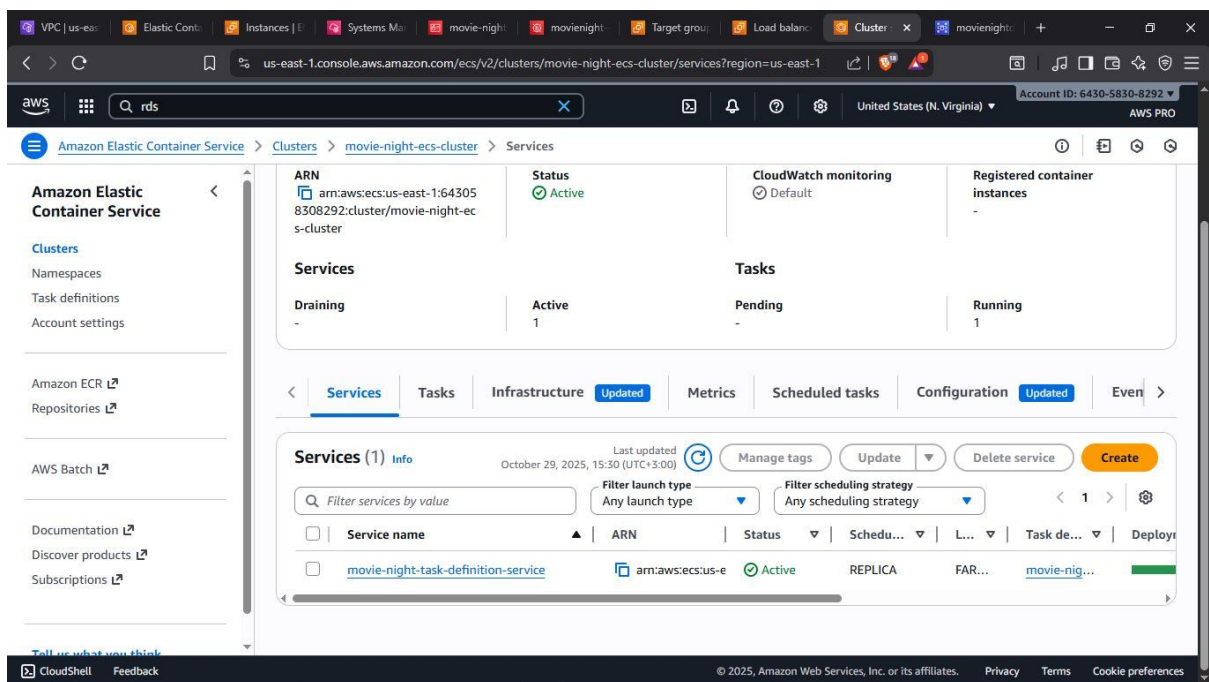 VPC | us-eas
Elastic Conta
Instances | E
Systems Ma
movie-night
movienight-
Target group
Load balanc
Cluster
movienighto
us-east-1.console.aws.amazon.com/ecs/v2/clusters/movie-night-ecs-cluster/services?region=us-east-1
aws
rds
United States (N. Virginia)
Account ID: 6430-5830-8292
AWS PRO
Amazon Elastic Container Service > Clusters > movie-night-ecs-cluster > Services
Amazon Elastic
Container Service
Clusters
Namespaces
Task definitions
Account settings
Amazon ECR
Repositories
AWS Batch
Documentation
Discover products
Subscriptions
Tell us what you think
ARN
arn:aws:ecs:us-east-1:64305
8308292:cluster/movie-night-ec
s-cluster
Status
Active
CloudWatch monitoring
Default
Registered container
instances
-
Services
Tasks
Draining
-
Active
1
Pending
-
Running
1
Services Tasks Infrastructure Updated Metrics Scheduled tasks Configuration Updated Even
Services (1) Info
Last updated
October 29, 2025, 15:30 (UTC+3:00)
Manage tags
Update
Delete service
Create
Filter services by value
Filter launch type
Any launch type
Filter scheduling strategy
Any scheduling strategy
1
Service name ARN Status Schedu... L... Task de... Deployr
movie-night-task-definition-service arn:aws:ecs:us-e Active REPLICA FAR... movie-nig...
CloudShell Feedback © 2025, Amazon Web Services, Inc. or its affiliates. Privacy Terms Cookie preferences